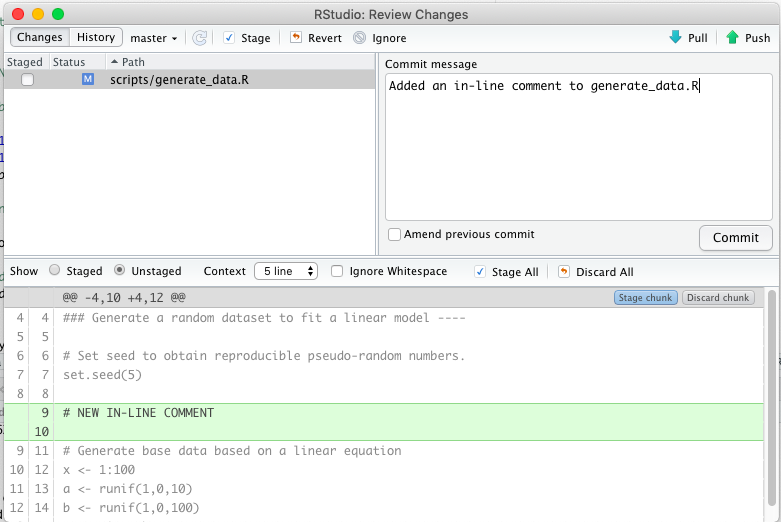 RStudio: Review Changes
Changes History master Stage Revert Ignore Pull Push
Staged Status Path
M scripts/generate_data.R
Commit message
Added an in-line comment to generate_data.R
Amend previous commit
Commit
Show Staged Unstaged Context 5 line Ignore Whitespace Stage All Discard All
@@ -4,10 +4,12 @@ Stage chunk Discard chunk
4 4 ### Generate a random dataset to fit a linear model ----
5 5
6 6 # Set seed to obtain reproducible pseudo-random numbers.
7 7 set.seed(5)
8 8
9 # NEW IN-LINE COMMENT
10
9 11 # Generate base data based on a linear equation
10 12 x <- 1:100
11 13 a <- runif(1,0,10)
12 14 b <- runif(1,0,100)